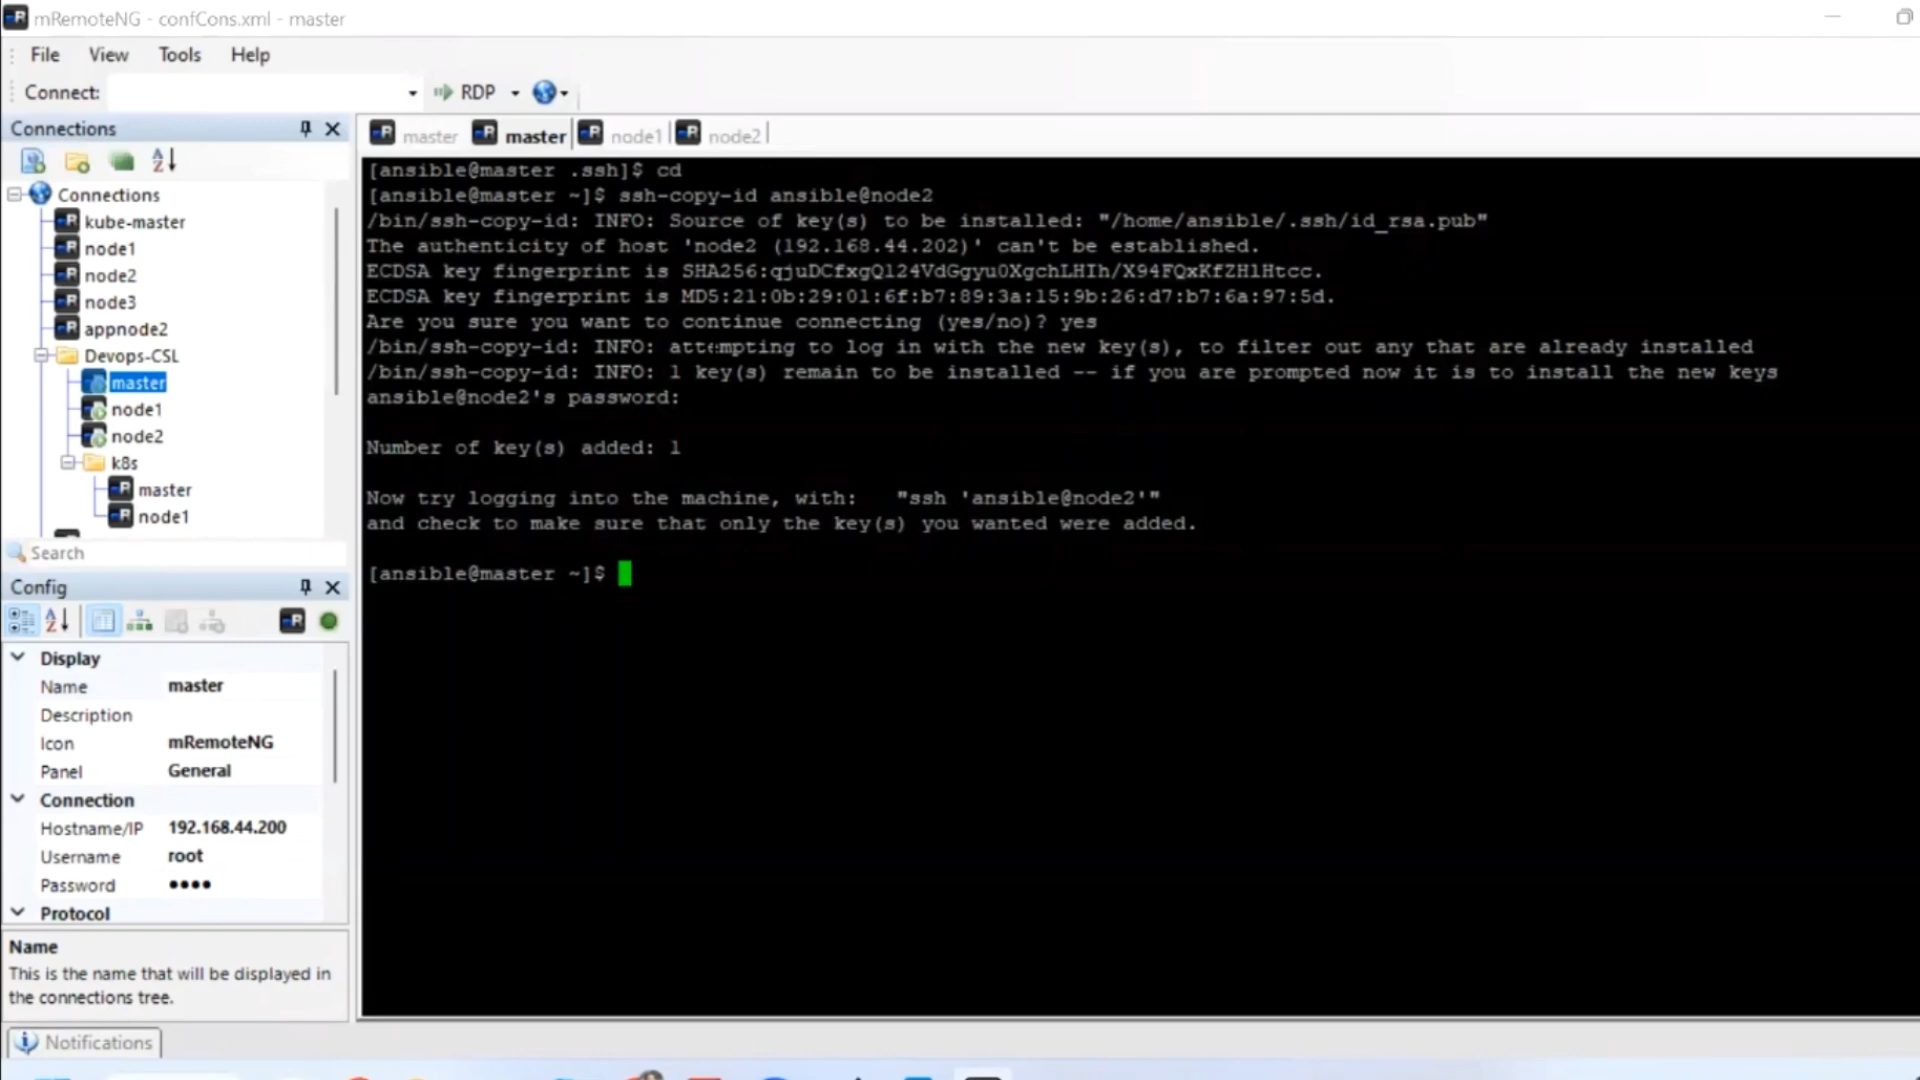 mRemoteNG - confCons.xml - master
File View Tools Help
Connect: RDP
Connections
Connections
kube-master
node1
node2
node3
appnode2
Devops-CSL
master
node1
node2
k8s
master
node1
Search
Config
Display
Name master
Description
Icon mRemoteNG
Panel General
Connection
Hostname/IP 192.168.44.200
Username root
Password ●●●●
Protocol
Name
This is the name that will be displayed in
the connections tree.
Notifications
master master node1 node2
[ansible@master .ssh]$ cd
[ansible@master ~]$ ssh-copy-id ansible@node2
/bin/ssh-copy-id: INFO: Source of key(s) to be installed: "/home/ansible/.ssh/id_rsa.pub"
The authenticity of host 'node2 (192.168.44.202)' can't be established.
ECDSA key fingerprint is SHA256:qjuDCfxgQl24VdGgyu0XgchLHIh/X94FQxKfZHlHtcc.
ECDSA key fingerprint is MD5:21:0b:29:01:6f:b7:89:3a:15:9b:26:d7:b7:6a:97:5d.
Are you sure you want to continue connecting (yes/no)? yes
/bin/ssh-copy-id: INFO: attempting to log in with the new key(s), to filter out any that are already installed
/bin/ssh-copy-id: INFO: 1 key(s) remain to be installed -- if you are prompted now it is to install the new keys
ansible@node2's password:
Number of key(s) added: 1
Now try logging into the machine, with: "ssh 'ansible@node2'"
and check to make sure that only the key(s) you wanted were added.
[ansible@master ~]$